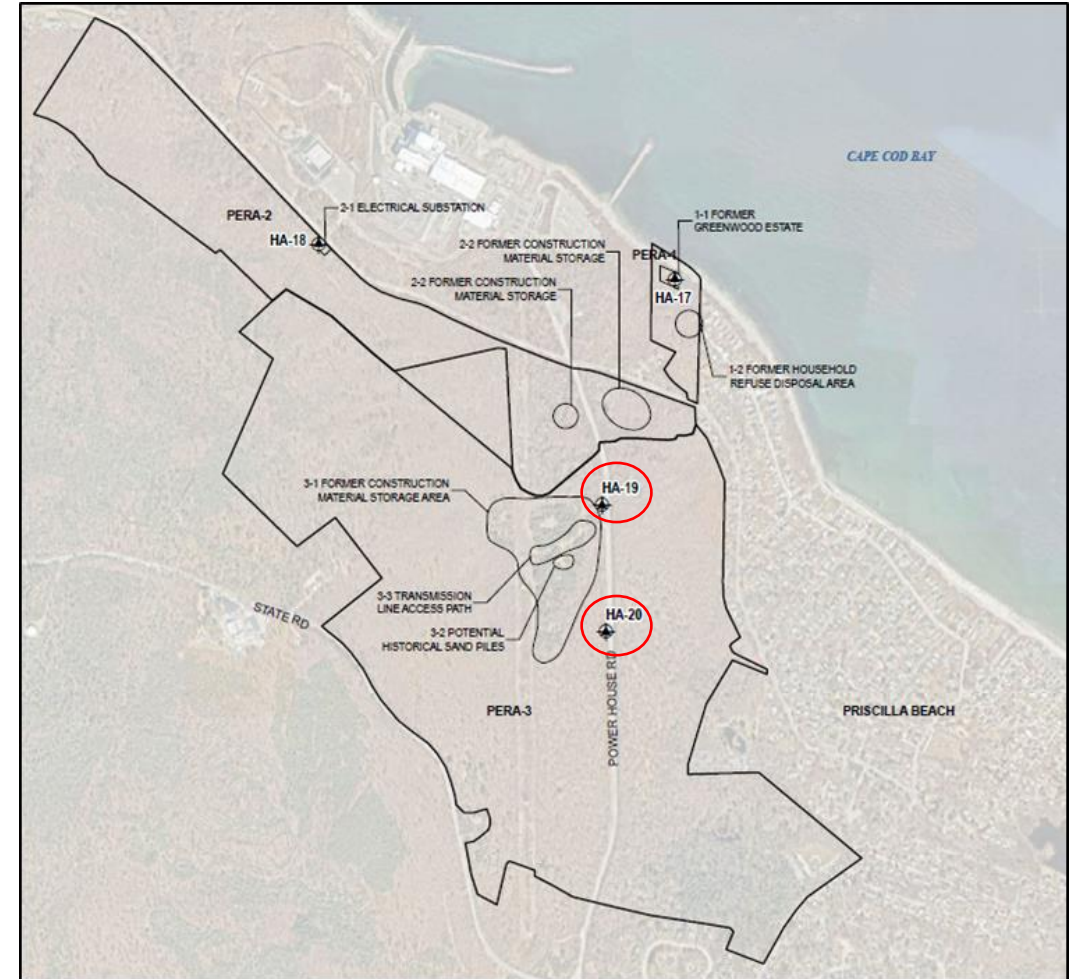 CAPE COD BAY
2-1 ELECTRICAL SUBSTATION
PERA-2
HA-18
1-1 FORMER
GREENWOOD ESTATE
2-2 FORMER CONSTRUCTION
MATERIAL STORAGE
PERA-1
2-2 FORMER CONSTRUCTION
MATERIAL STORAGE
HA-17
1-2 FORMER HOUSEHOLD
REFUSE DISPOSAL AREA
3-1 FORMER CONSTRUCTION
MATERIAL STORAGE AREA
HA-19
3-3 TRANSMISSION
LINE ACCESS PATH
STATE RD
HA-20
3-2 POTENTIAL
HISTORICAL SAND PILES
POWER HOUSE RD
PERA-3
PRISCILLA BEACH